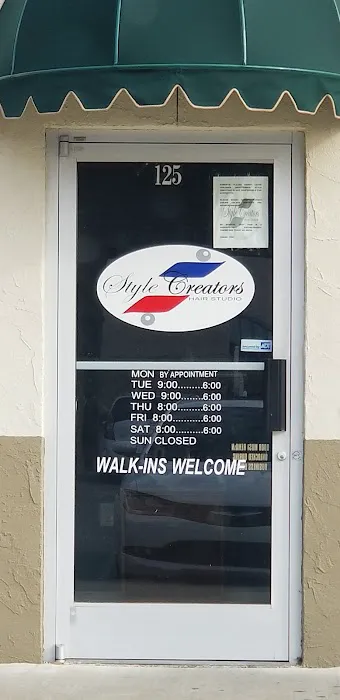 125
Style Creators
HAIR STUDIO
ADT
MON BY APPOINTMENT
TUE 9:00.........6:00
WED 9:00.........6:00
THU 8:00.........6:00
FRI 8:00.........6:00
SAT 8:00.........6:00
SUN CLOSED
WALK-INS WELCOME